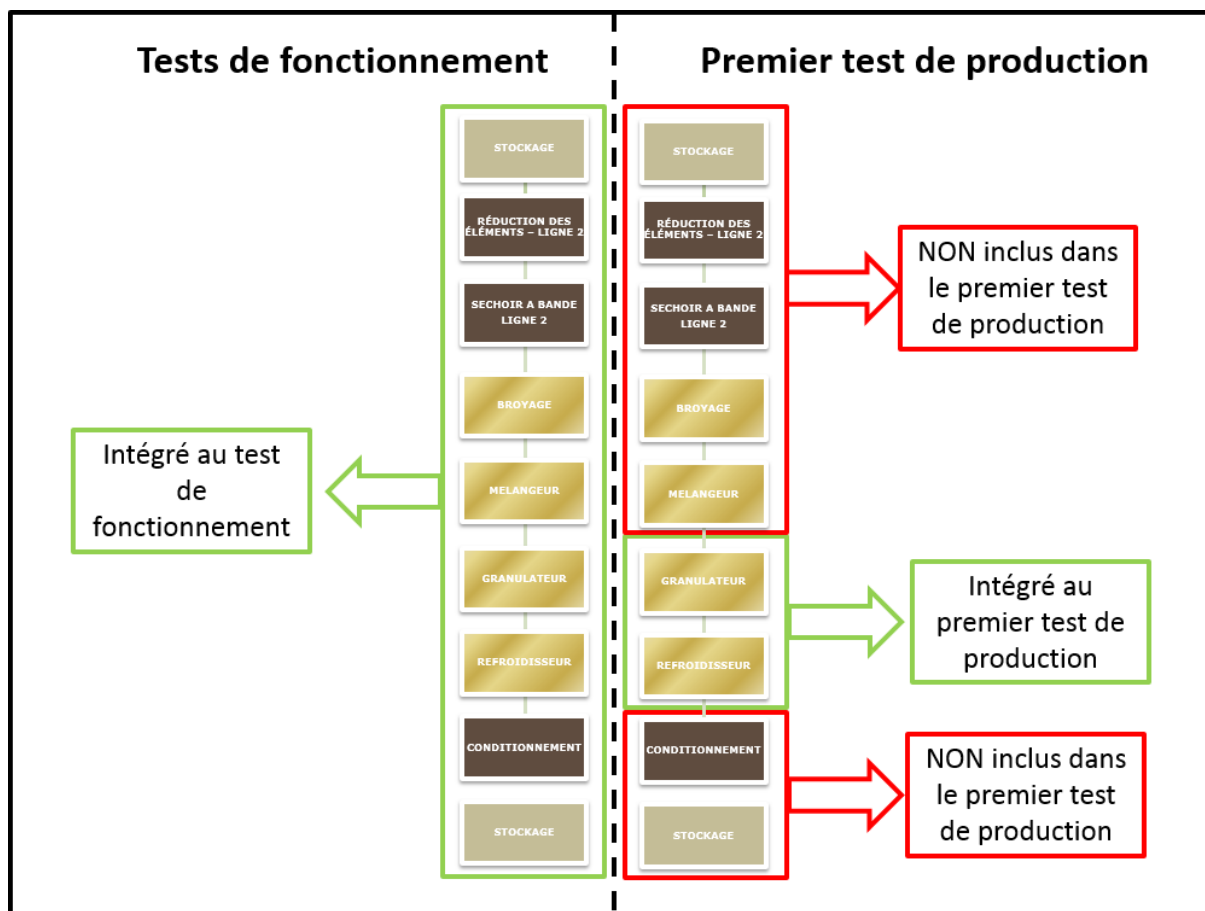 Tests de fonctionnement
STOCKAGE
RÉDUCTION DES
ÉLÉMENTS – LIGNE 2
SECHOIR A BANDE
LIGNE 2
BROYAGE
MELANGEUR
GRANULATEUR
REFROIDISSEUR
CONDITIONNEMENT
STOCKAGE
Intégré au test
de
fonctionnement
Premier test de production
STOCKAGE
RÉDUCTION DES
ÉLÉMENTS – LIGNE 2
SECHOIR A BANDE
LIGNE 2
BROYAGE
MELANGEUR
GRANULATEUR
REFROIDISSEUR
CONDITIONNEMENT
STOCKAGE
NON inclus dans
le premier test
de production
Intégré au
premier test de
production
NON inclus dans
le premier test
de production